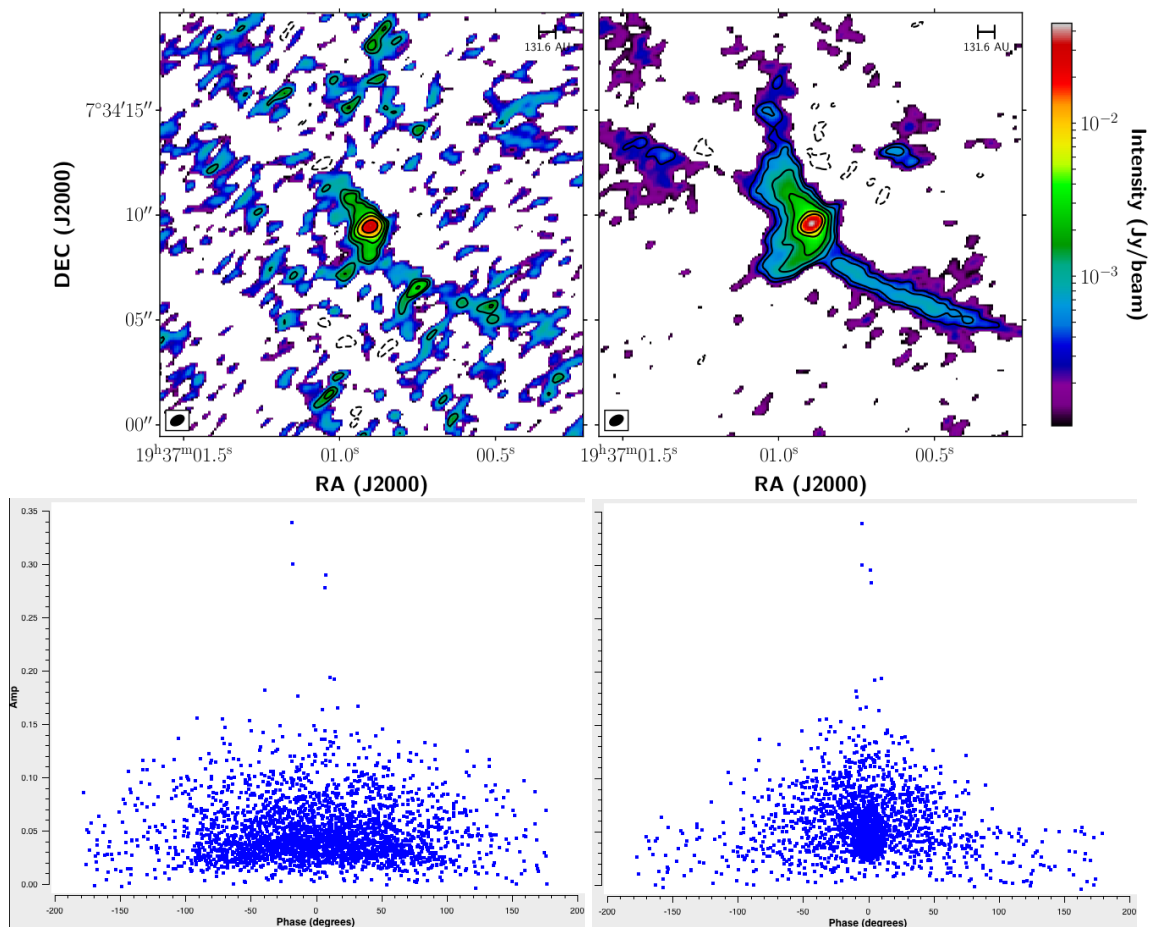 131.6 AU
131.6 AU
7°34′15″
10″
05″
00″
DEC (J2000)
19ʰ37ᵐ01.5ˢ
01.0ˢ
00.5ˢ
RA (J2000)
19ʰ37ᵐ01.5ˢ
01.0ˢ
00.5ˢ
RA (J2000)
10⁻²
10⁻³
Intensity (Jy/beam)
0.35
0.30
0.25
0.20
0.15
0.10
0.05
0.00
Amp
-200 -150 -100 -50 0 50 100 150 200
Phase (degrees)
-200 -150 -100 -50 0 50 100 150 200
Phase (degrees)